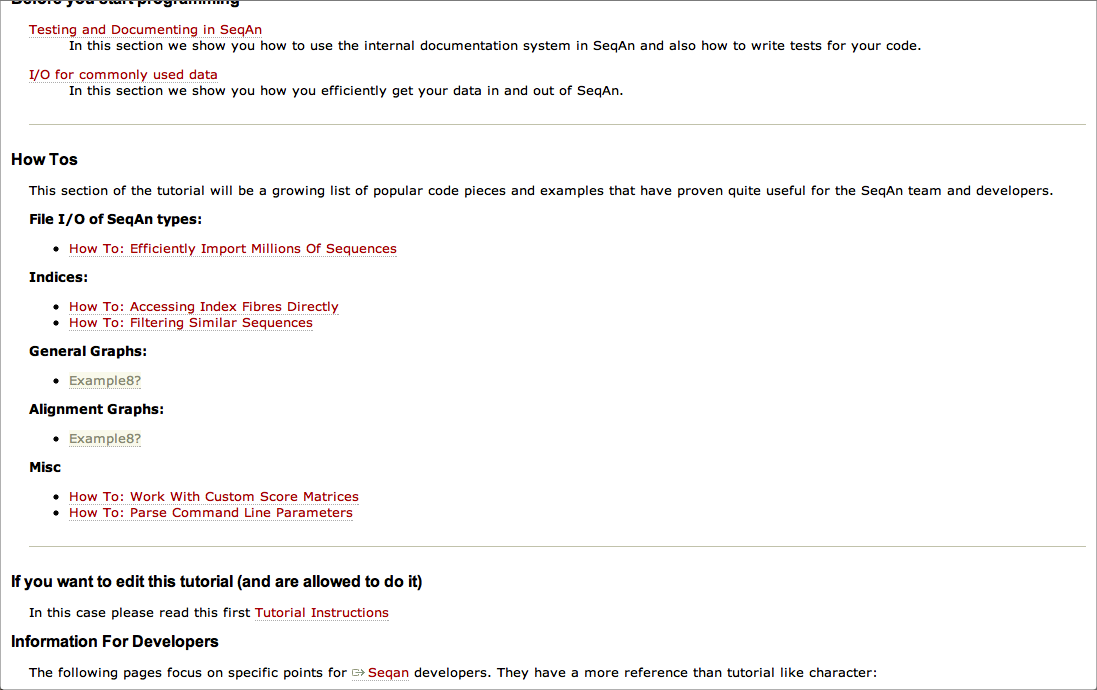 Before you start programming
Testing and Documenting in SeqAn
In this section we show you how to use the internal documentation system in SeqAn and also how to write tests for your code.
I/O for commonly used data
In this section we show you how you efficiently get your data in and out of SeqAn.
How Tos
This section of the tutorial will be a growing list of popular code pieces and examples that have proven quite useful for the SeqAn team and developers.
File I/O of SeqAn types:
• How To: Efficiently Import Millions Of Sequences
Indices:
• How To: Accessing Index Fibres Directly
• How To: Filtering Similar Sequences
General Graphs:
• Example8?
Alignment Graphs:
• Example8?
Misc
• How To: Work With Custom Score Matrices
• How To: Parse Command Line Parameters
If you want to edit this tutorial (and are allowed to do it)
In this case please read this first Tutorial Instructions
Information For Developers
The following pages focus on specific points for Seqan developers. They have a more reference than tutorial like character: